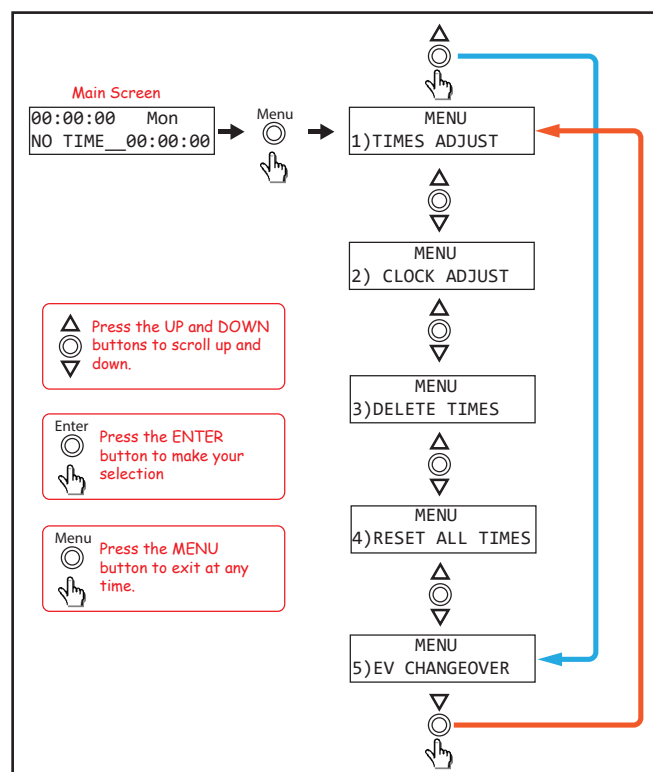 Main Screen
00:00:00 Mon
NO TIME__00:00:00
Menu
MENU
1)TIMES ADJUST
MENU
2) CLOCK ADJUST
Press the UP and DOWN
buttons to scroll up and
down.
MENU
3)DELETE TIMES
Enter
Press the ENTER
button to make your
selection
MENU
4)RESET ALL TIMES
Menu
Press the MENU
button to exit at any
time.
MENU
5)EV CHANGEOVER